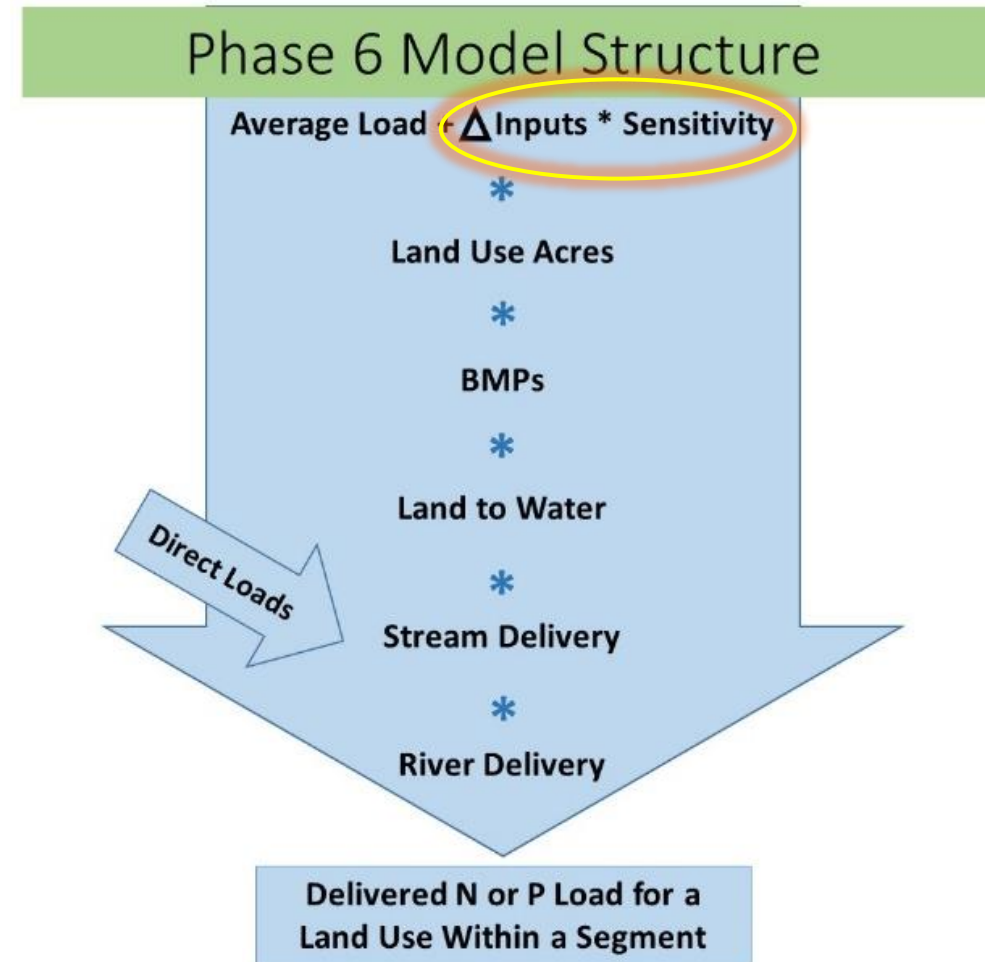 Phase 6 Model Structure
Average Load + Δ Inputs * Sensitivity
*
Land Use Acres
*
BMPs
*
Land to Water
*
Direct Loads
Stream Delivery
*
River Delivery
Delivered N or P Load for a
Land Use Within a Segment